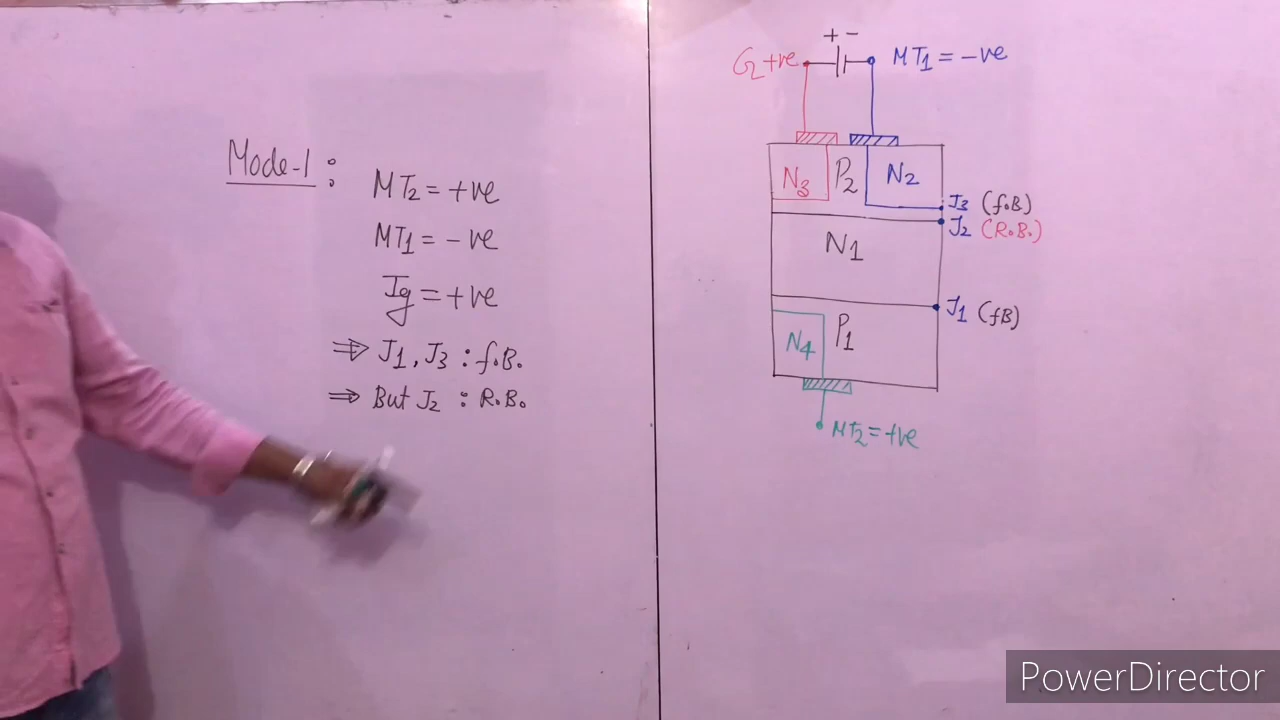 Mode-1 :
MT2 = +ve
MT1 = - ve
Ig = +ve
⇒ J1, J3 : f.B.
⇒ But J2 : R.B.
+ -
G2 +ve
MT1 = -ve
N3 P2 N2
J3 (f.B)
J2 (R.B.)
N1
J1 (fB)
P1
N4
MT2 = +ve
PowerDirector